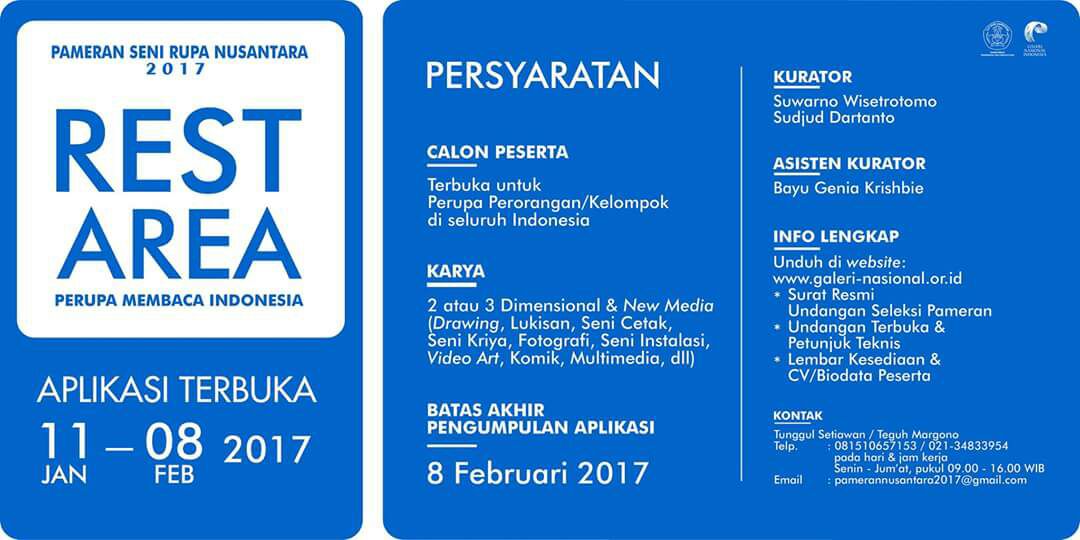 PAMERAN SENI RUPA NUSANTARA
2017
REST
AREA
PERUPA MEMBACA INDONESIA
APLIKASI TERBUKA
11 — 08 2017
JAN FEB
PERSYARATAN
CALON PESERTA
Terbuka untuk
Perupa Perorangan/Kelompok
di seluruh Indonesia
KARYA
2 atau 3 Dimensional & New Media
(Drawing, Lukisan, Seni Cetak,
Seni Kriya, Fotografi, Seni Instalasi,
Video Art, Komik, Multimedia, dll)
BATAS AKHIR
PENGUMPULAN APLIKASI
8 Februari 2017
GALERI
NASIONAL
INDONESIA
KURATOR
Suwarno Wisetrotomo
Sudjud Dartanto
ASISTEN KURATOR
Bayu Genia Krishbie
INFO LENGKAP
Unduh di website:
www.galeri-nasional.or.id
* Surat Resmi
Undangan Seleksi Pameran
* Undangan Terbuka &
Petunjuk Teknis
* Lembar Kesediaan &
CV/Biodata Peserta
KONTAK
Tunggul Setiawan / Teguh Margono
Telp. : 081510657153 / 021-34833954
pada hari & jam kerja
Senin - Jum'at, pukul 09.00 - 16.00 WIB
Email : pamerannusantara2017@gmail.com